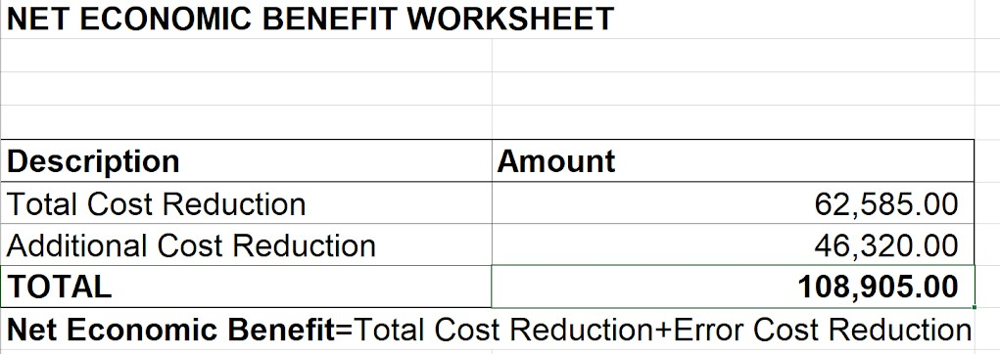 NET ECONOMIC BENEFIT WORKSHEET
Description Amount
Total Cost Reduction 62,585.00
Additional Cost Reduction 46,320.00
TOTAL 108,905.00
Net Economic Benefit=Total Cost Reduction+Error Cost Reduction